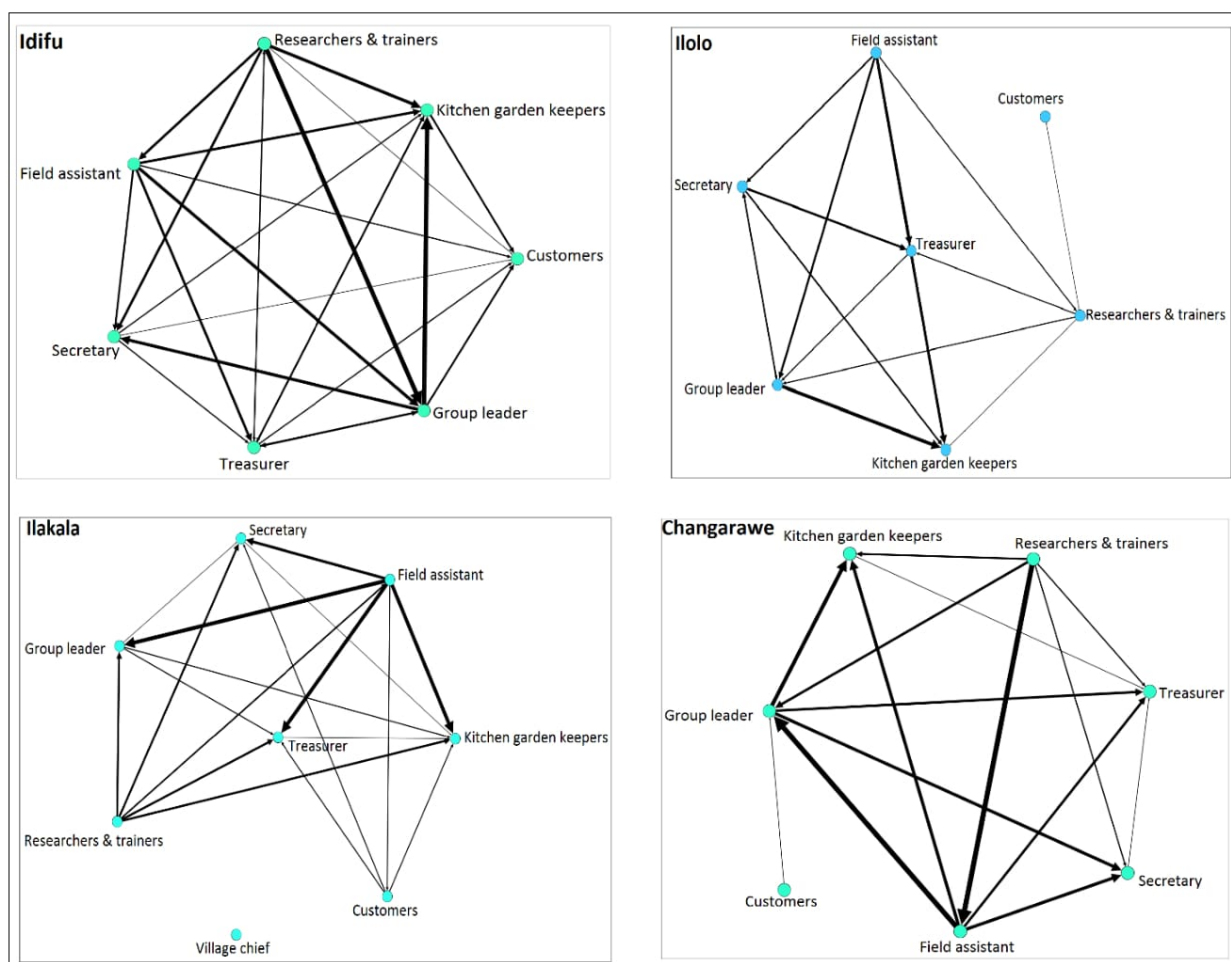 Idifu
Researchers & trainers
Kitchen garden keepers
Field assistant
Customers
Secretary
Group leader
Treasurer
Ilolo
Field assistant
Customers
Secretary
Treasurer
Researchers & trainers
Group leader
Kitchen garden keepers
Ilakala
Secretary
Field assistant
Group leader
Treasurer
Kitchen garden keepers
Researchers & trainers
Customers
Village chief
Changarawe
Kitchen garden keepers
Researchers & trainers
Treasurer
Group leader
Secretary
Customers
Field assistant